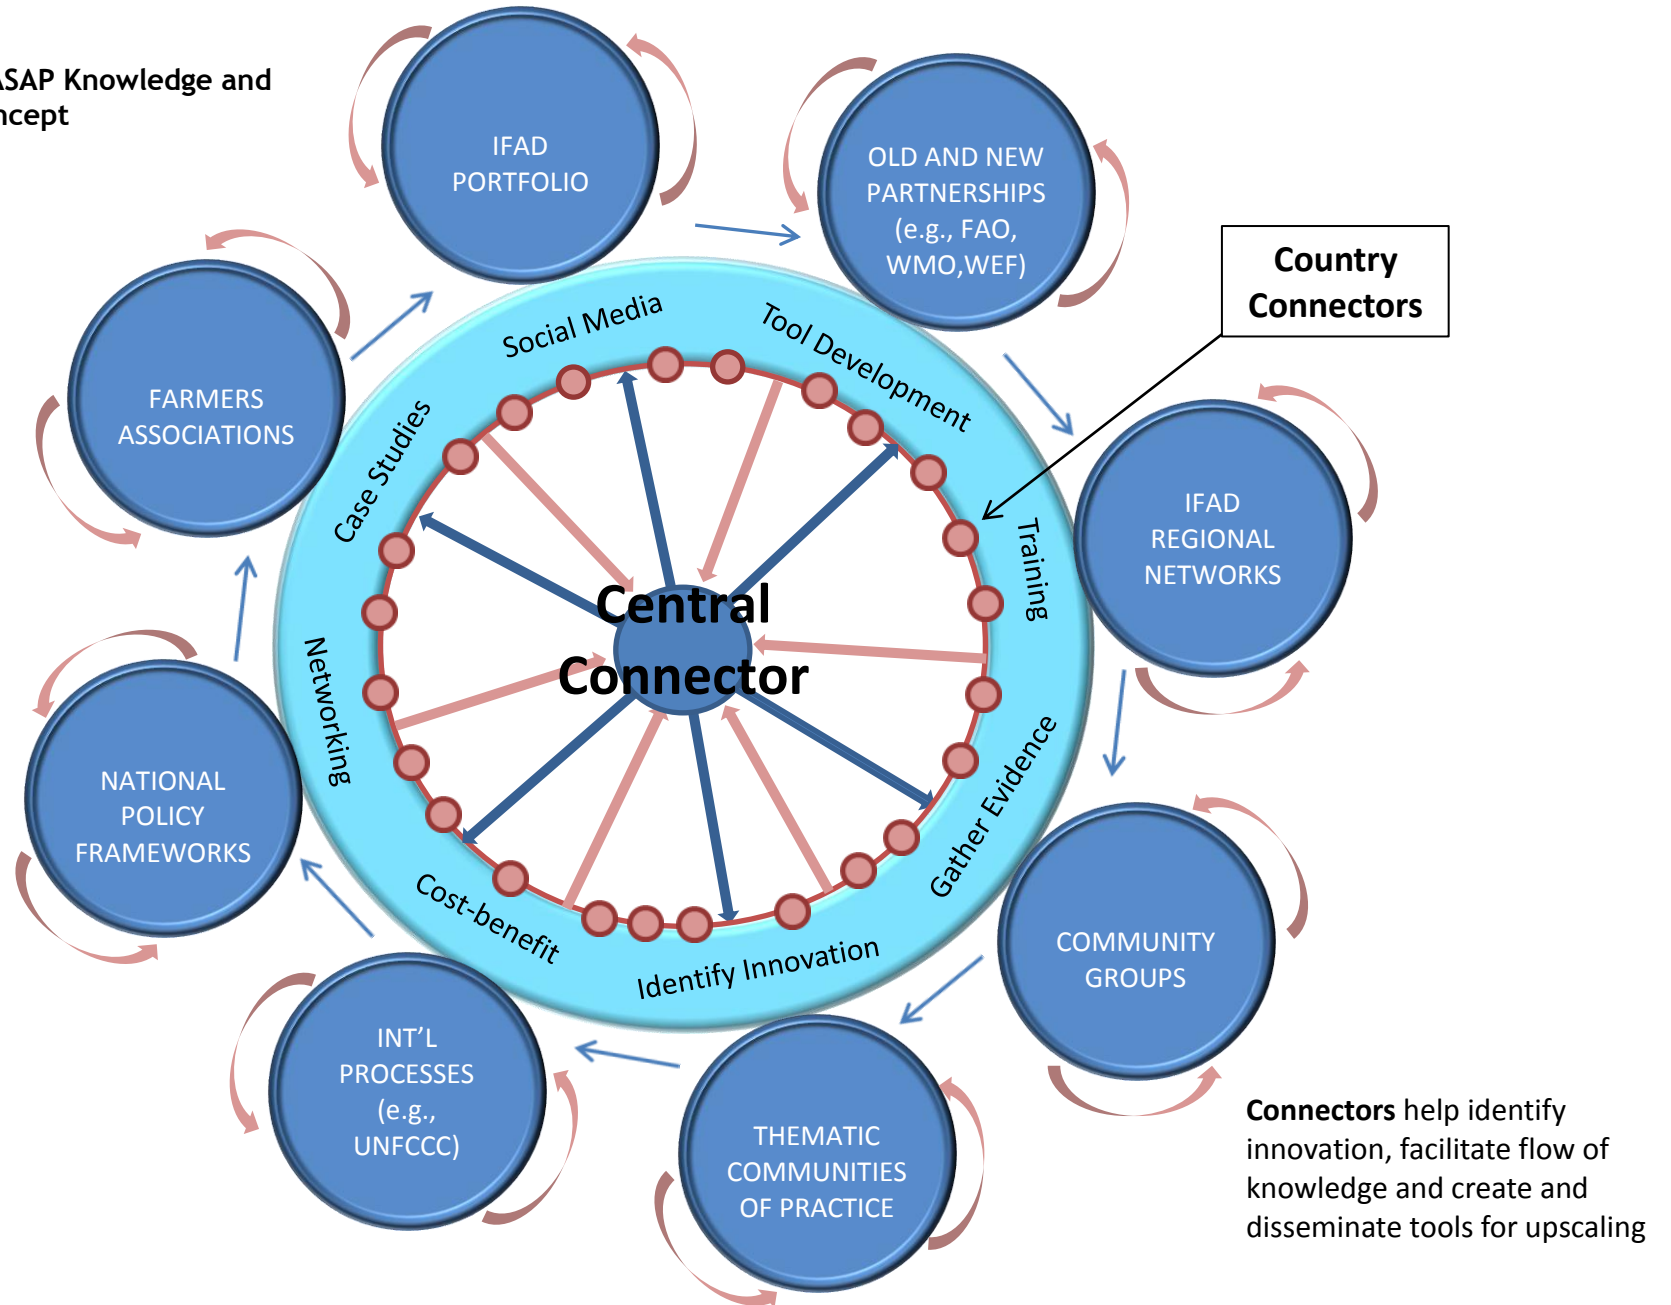 ASAP Knowledge and
ncept
IFAD
PORTFOLIO
OLD AND NEW
PARTNERSHIPS
(e.g., FAO,
WMO,WEF)
Country
Connectors
FARMERS
ASSOCIATIONS
Social Media
Tool Development
Case Studies
Training
IFAD
REGIONAL
NETWORKS
Central
Connector
Networking
Gather Evidence
NATIONAL
POLICY
FRAMEWORKS
Cost-benefit
Identify Innovation
COMMUNITY
GROUPS
INT’L
PROCESSES
(e.g.,
UNFCCC)
THEMATIC
COMMUNITIES
OF PRACTICE
Connectors help identify
innovation, facilitate flow of
knowledge and create and
disseminate tools for upscaling